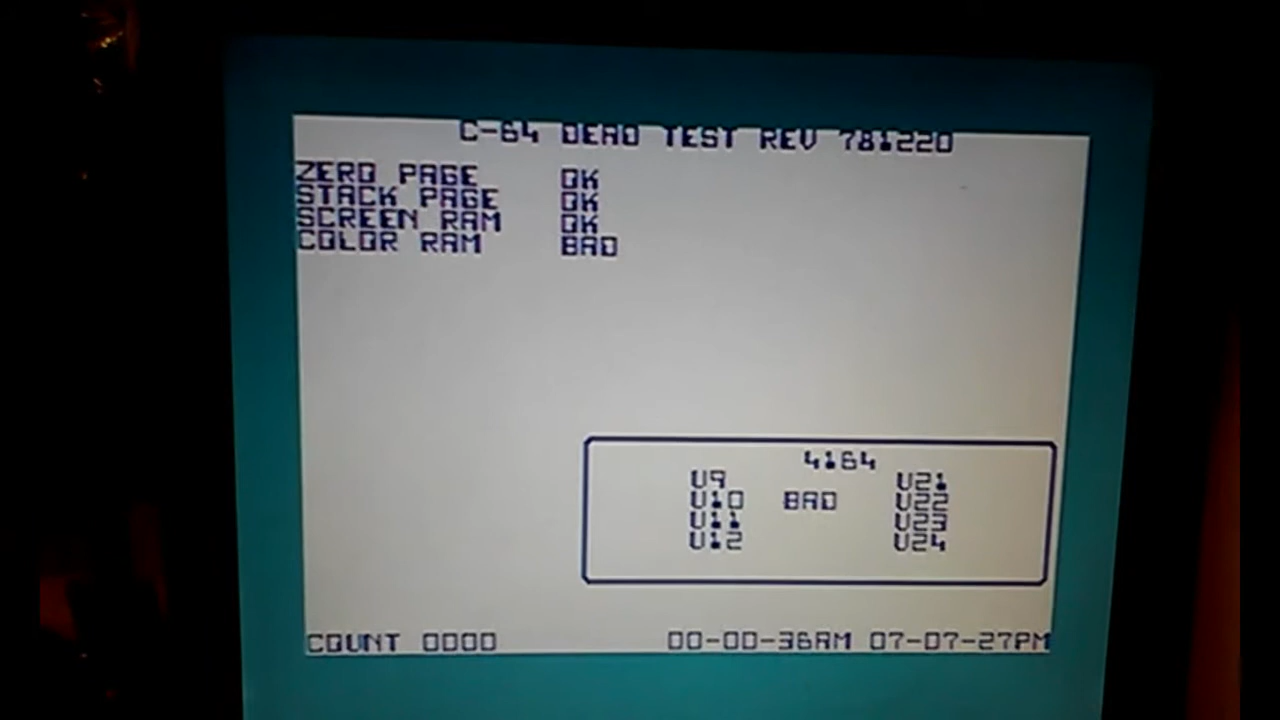 C-64 DEAD TEST REV 781220
ZERO PAGE OK
STACK PAGE OK
SCREEN RAM OK
COLOR RAM BAD
4164
U9 U21
U10 BAD U22
U11 U23
U12 U24
COUNT 0000 00-00-36AM 07-07-27PM